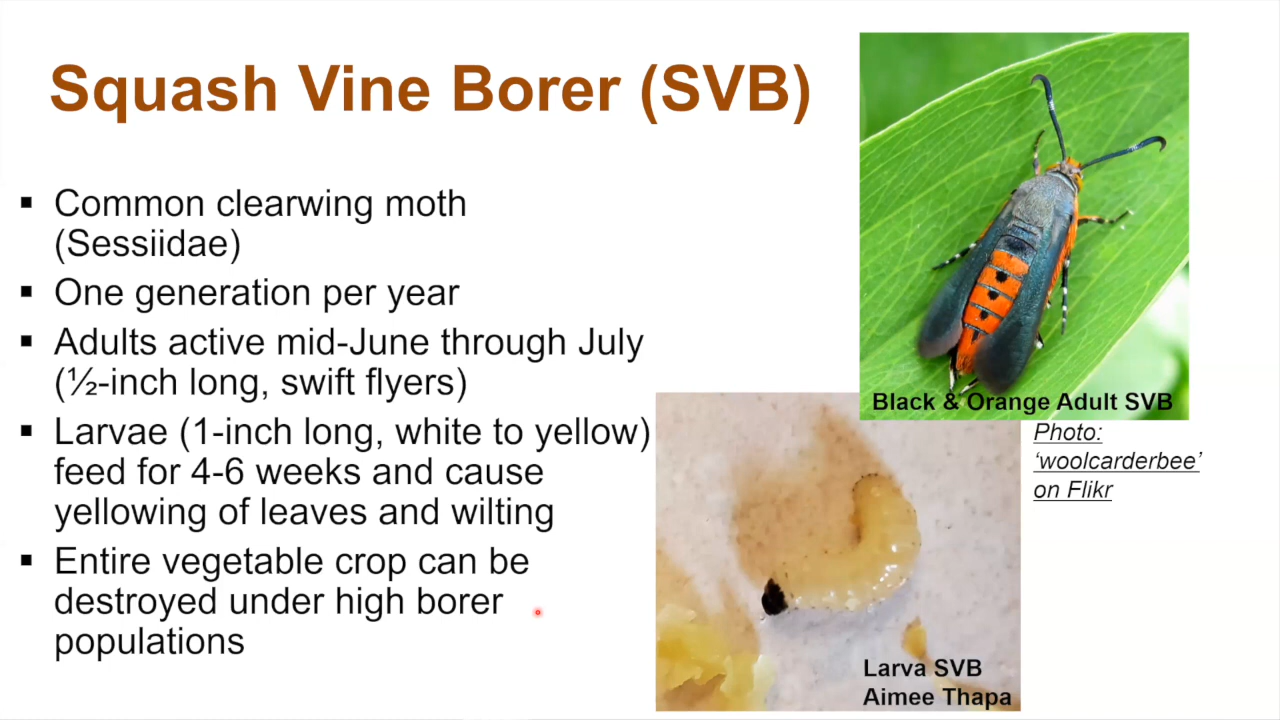 Squash Vine Borer (SVB)
▪ Common clearwing moth
(Sessiidae)
▪ One generation per year
▪ Adults active mid-June through July
(½-inch long, swift flyers)
▪ Larvae (1-inch long, white to yellow)
feed for 4-6 weeks and cause
yellowing of leaves and wilting
▪ Entire vegetable crop can be
destroyed under high borer
populations
Black & Orange Adult SVB
Photo:
‘woolcarderbee’
on Flikr
Larva SVB
Aimee Thapa